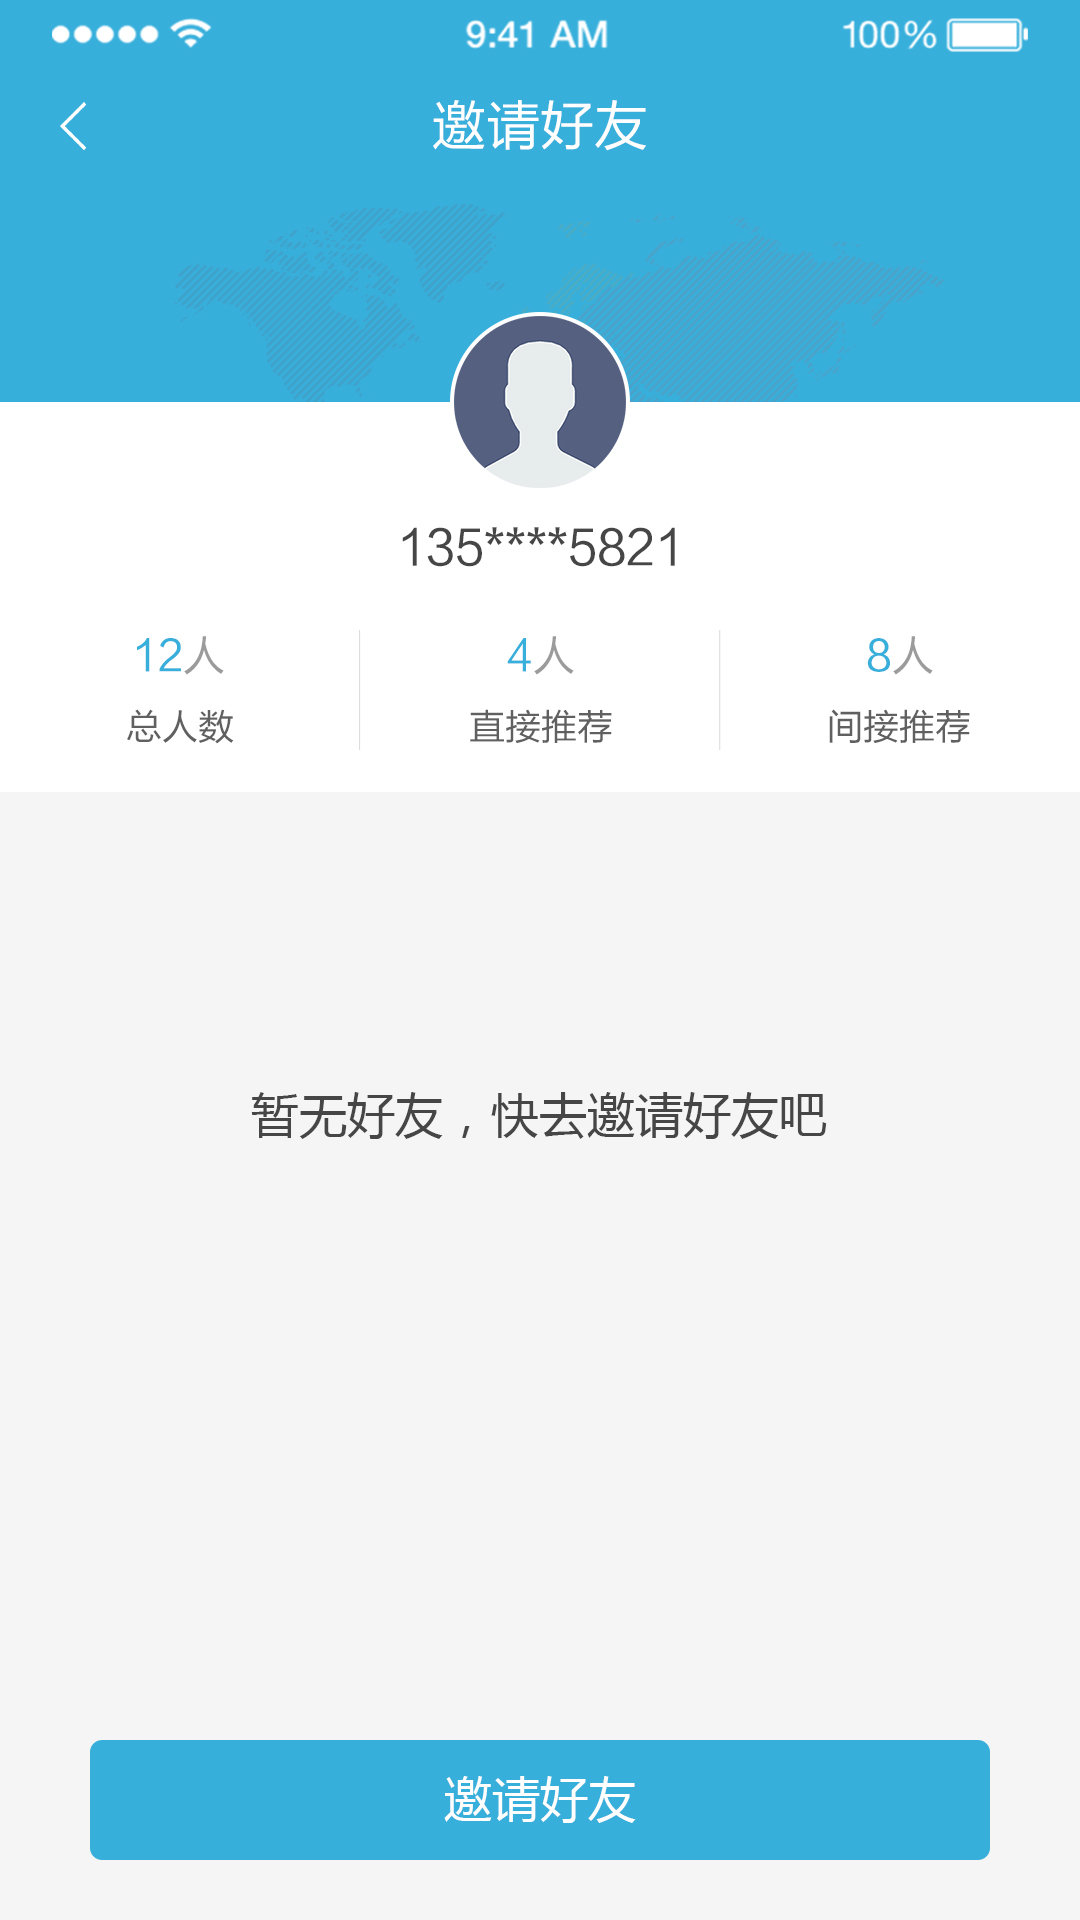 9:41 AM 100%
邀请好友
135****5821
12人 4人 8人
总人数 直接推荐 间接推荐
暂无好友，快去邀请好友吧
邀请好友